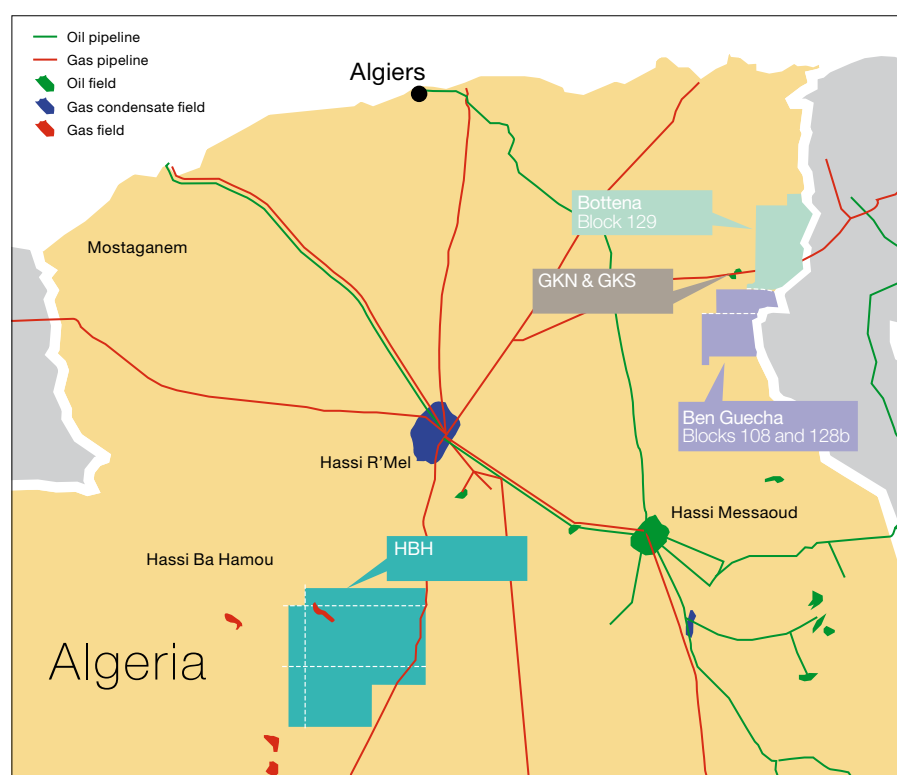 Oil pipeline
Gas pipeline
Oil field
Gas condensate field
Gas field
Algiers
Bottena
Block 129
Mostaganem
GKN & GKS
Ben Guecha
Blocks 108 and 128b
Hassi R’Mel
Hassi Messaoud
HBH
Hassi Ba Hamou
Algeria